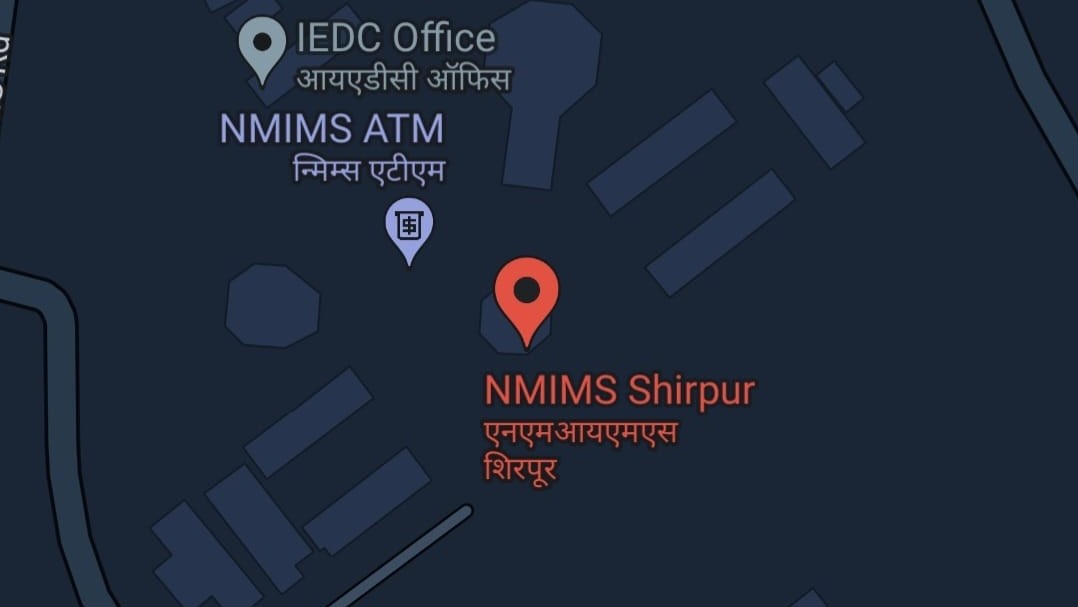 IEDC Office
आयएडीसी ऑफिस
NMIMS ATM
न्मिम्स एटीएम
NMIMS Shirpur
एनएमआयएमएस
शिरपूर